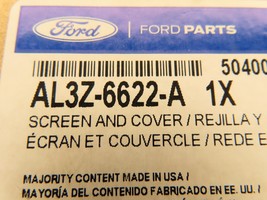 Ford FORD PARTS
50400
AL3Z-6622-A 1X
SCREEN AND COVER / REJILLA Y
ÉCRAN ET COUVERCLE / REDE E
MAJORITY CONTENT MADE IN USA /
MAYORÍA DEL CONTENIDO FABRICADO EN EE. UU. /